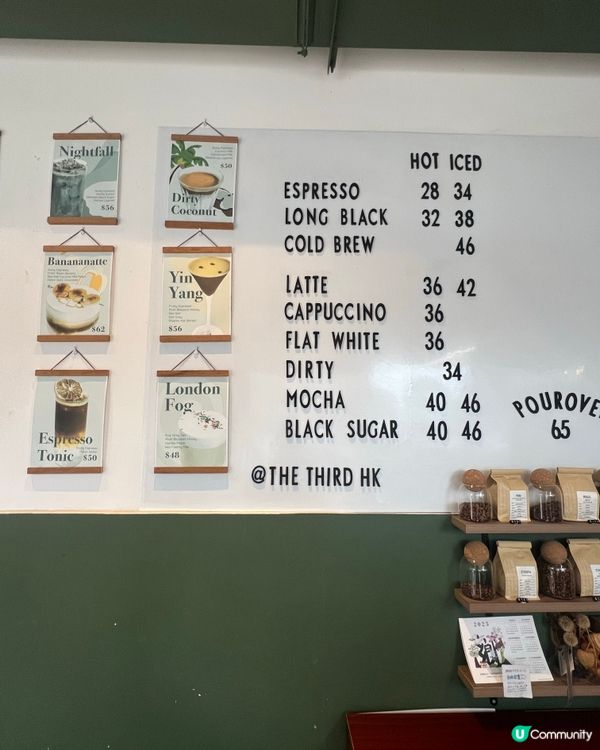 Nightfall
$56
Dirty
Coconut
$50
Banananatte
$62
Yin
Yang
$56
Espresso
Tonic
$50
London
Fog
$48
HOT ICED
ESPRESSO 28 34
LONG BLACK 32 38
COLD BREW 46
LATTE 36 42
CAPPUCCINO 36
FLAT WHITE 36
DIRTY 34
MOCHA 40 46
BLACK SUGAR 40 46
@THE THIRD HK
POUROVE
65
2025
U Community